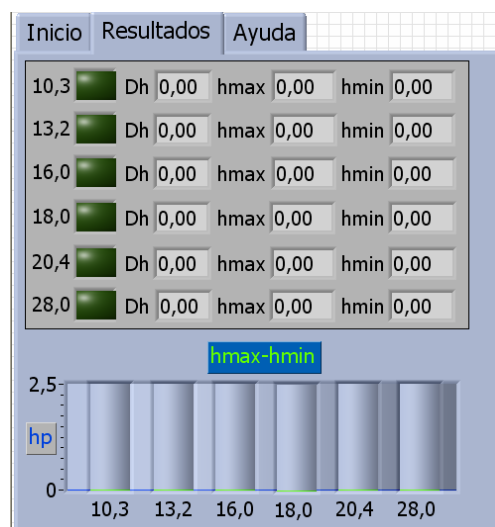 Inicio Resultados Ayuda
10,3 Dh 0,00 hmax 0,00 hmin 0,00
13,2 Dh 0,00 hmax 0,00 hmin 0,00
16,0 Dh 0,00 hmax 0,00 hmin 0,00
18,0 Dh 0,00 hmax 0,00 hmin 0,00
20,4 Dh 0,00 hmax 0,00 hmin 0,00
28,0 Dh 0,00 hmax 0,00 hmin 0,00
hmax-hmin
2,5-
hp
0-
10,3 13,2 16,0 18,0 20,4 28,0